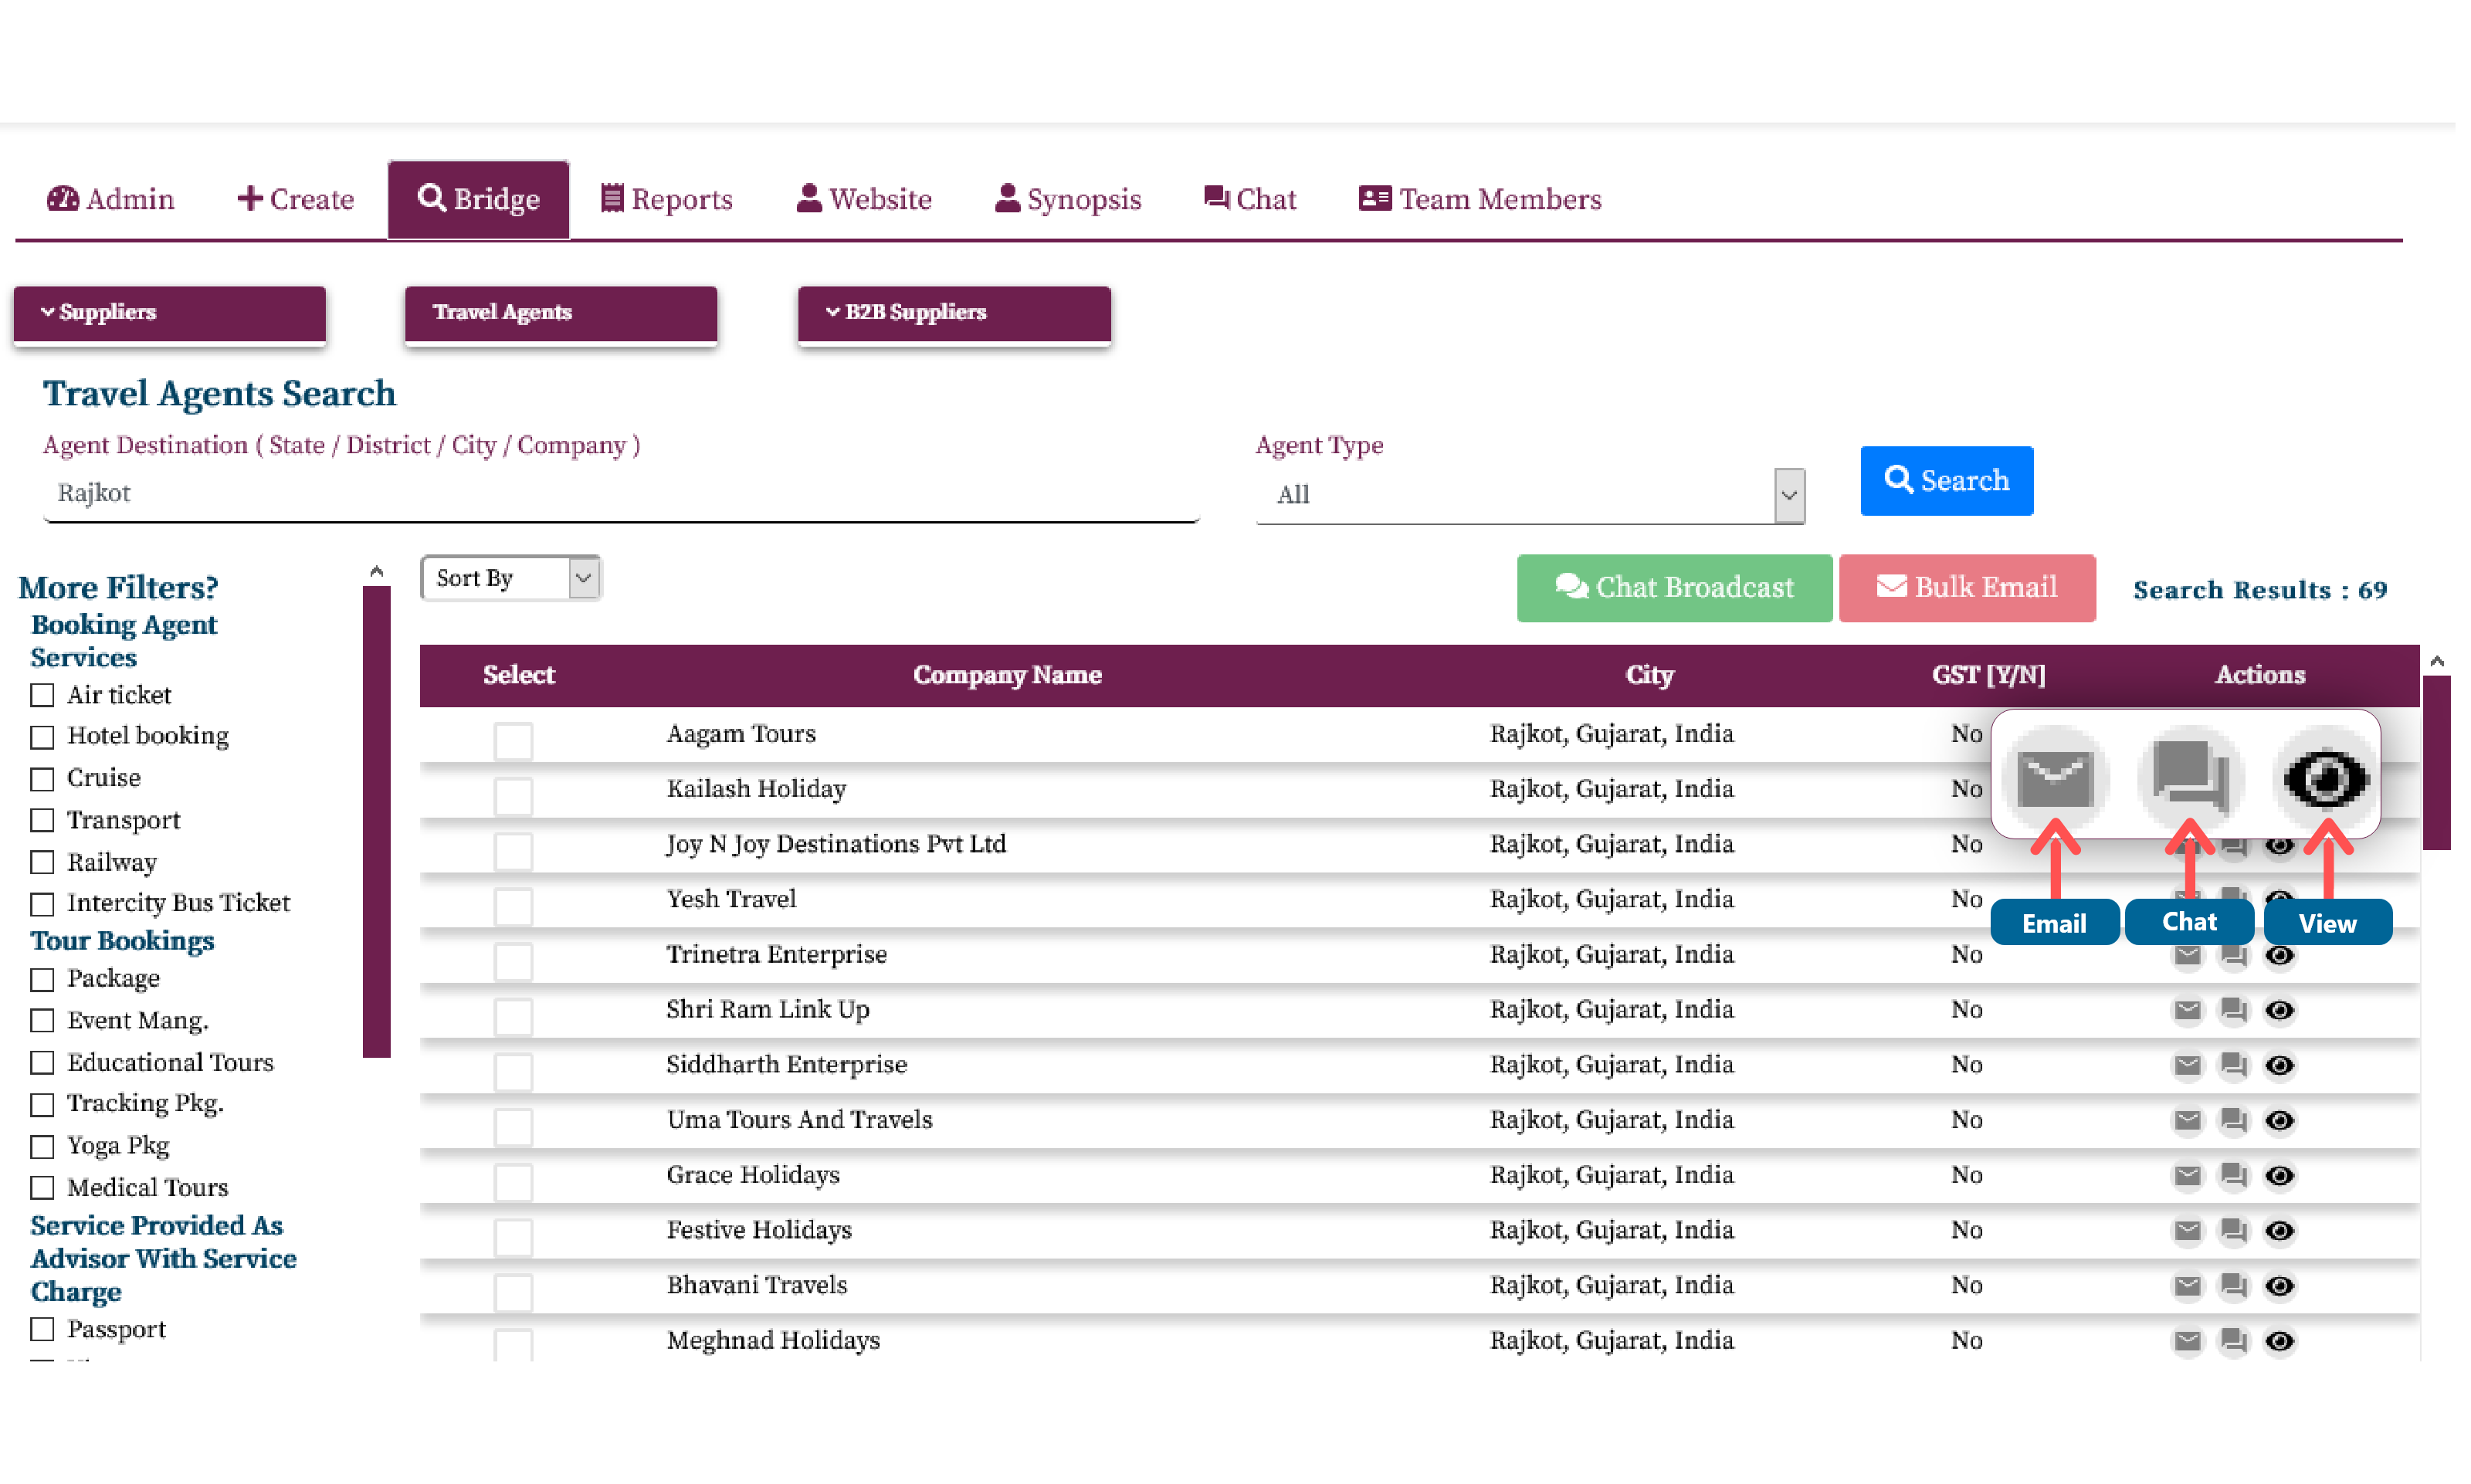 Admin Create Bridge Reports Website Synopsis Chat Team Members
Suppliers Travel Agents B2B Suppliers
Travel Agents Search
Agent Destination ( State / District / City / Company ) Agent Type
Rajkot All Search
Sort By Chat Broadcast Bulk Email Search Results : 69
More Filters?
Booking Agent
Services
Air ticket
Hotel booking
Cruise
Transport
Railway
Intercity Bus Ticket
Tour Bookings
Package
Event Mang.
Educational Tours
Tracking Pkg.
Yoga Pkg
Medical Tours
Service Provided As
Advisor With Service
Charge
Passport
Select Company Name City GST [Y/N] Actions
Aagam Tours Rajkot, Gujarat, India No
Kailash Holiday Rajkot, Gujarat, India No
Joy N Joy Destinations Pvt Ltd Rajkot, Gujarat, India No
Yesh Travel Rajkot, Gujarat, India No
Email Chat View
Trinetra Enterprise Rajkot, Gujarat, India No
Shri Ram Link Up Rajkot, Gujarat, India No
Siddharth Enterprise Rajkot, Gujarat, India No
Uma Tours And Travels Rajkot, Gujarat, India No
Grace Holidays Rajkot, Gujarat, India No
Festive Holidays Rajkot, Gujarat, India No
Bhavani Travels Rajkot, Gujarat, India No
Meghnad Holidays Rajkot, Gujarat, India No